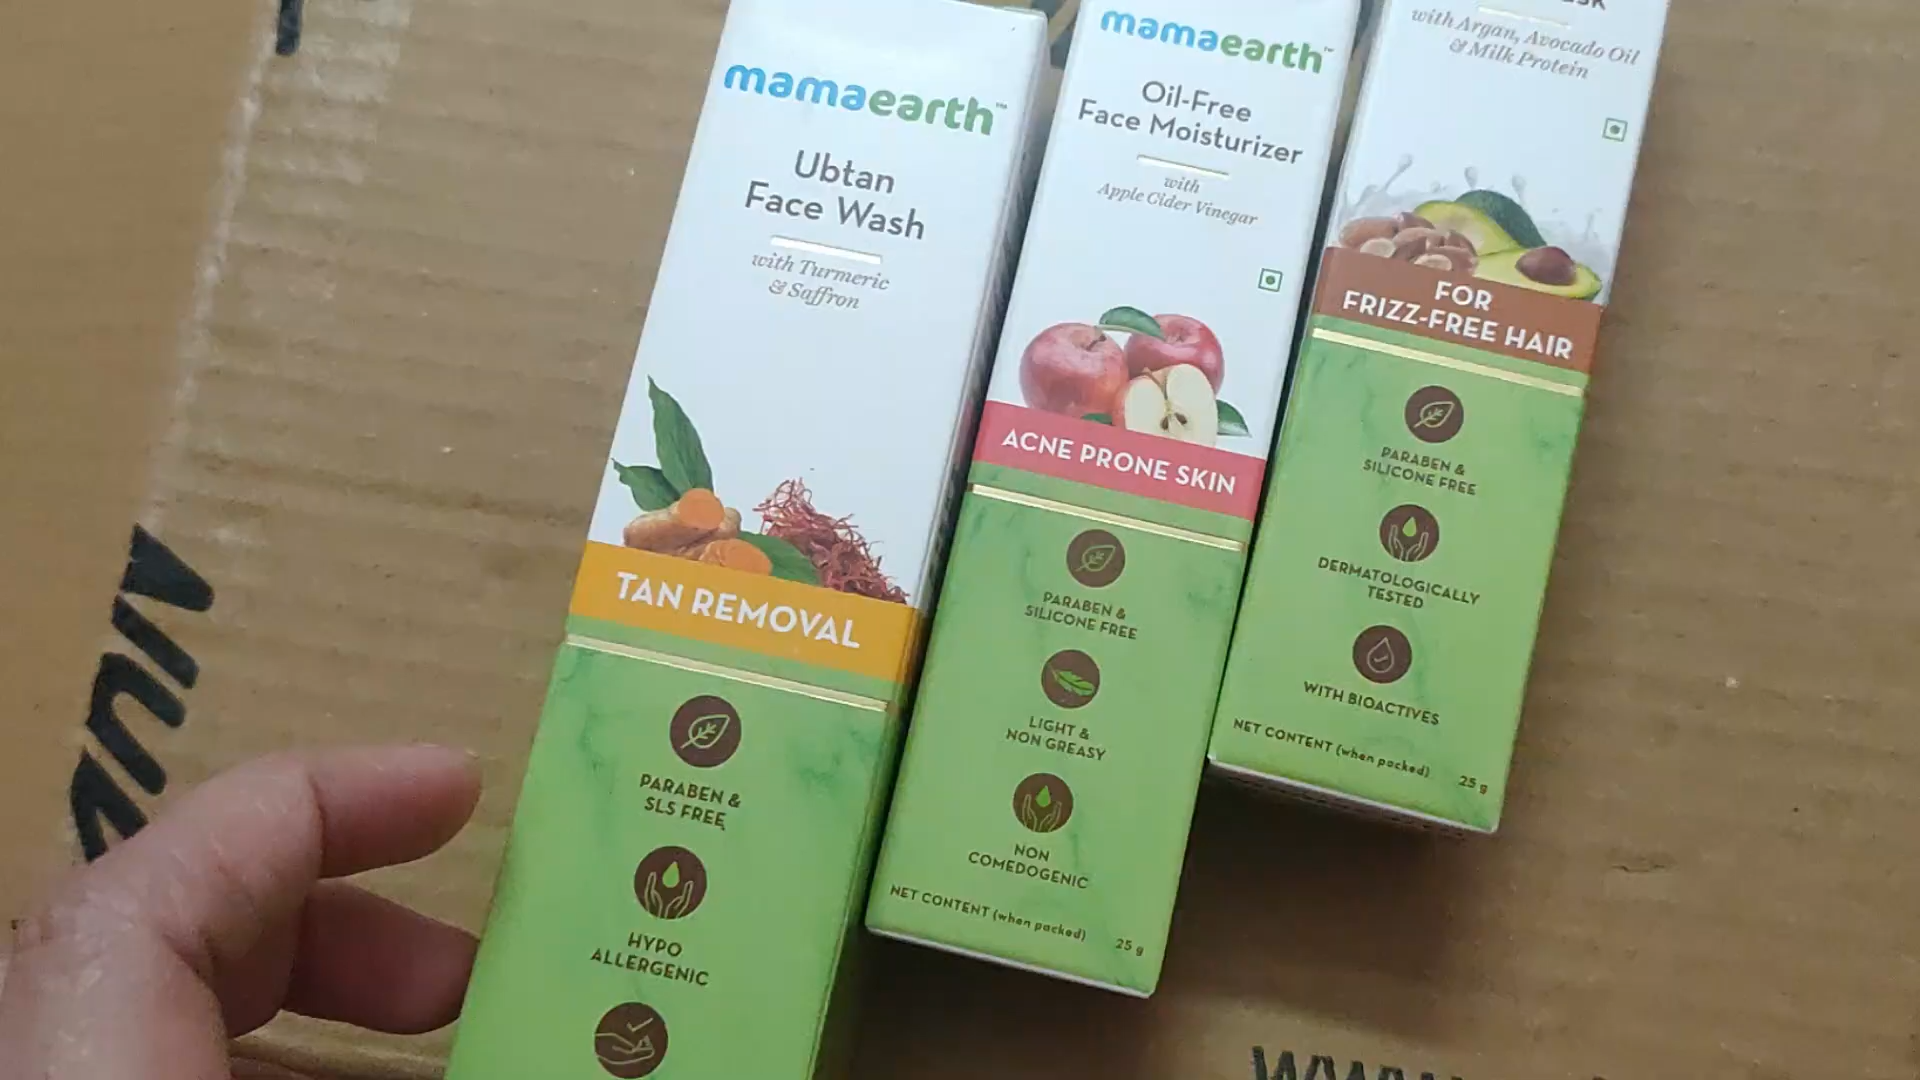 mamaearth™
Ubtan
Face Wash
with Turmeric
& Saffron
TAN REMOVAL
PARABEN &
SLS FREE
HYPO
ALLERGENIC
mamaearth™
Oil-Free
Face Moisturizer
with
Apple Cider Vinegar
ACNE PRONE SKIN
PARABEN &
SILICONE FREE
LIGHT &
NON GREASY
NON
COMEDOGENIC
NET CONTENT (when packed) 25 g
with Argan, Avocado Oil
& Milk Protein
FOR
FRIZZ-FREE HAIR
PARABEN &
SILICONE FREE
DERMATOLOGICALLY
TESTED
WITH BIOACTIVES
NET CONTENT (when packed) 25 g